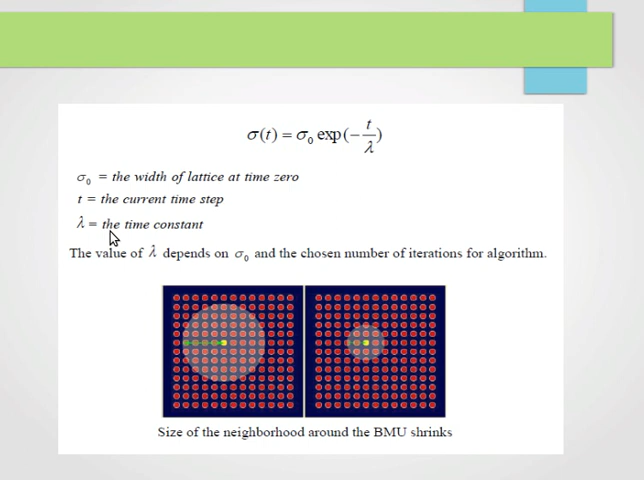 σ(t) = σ₀ exp(−t/λ)
σ₀ = the width of lattice at time zero
t = the current time step
λ = the time constant
The value of λ depends on σ₀ and the chosen number of iterations for algorithm.
Size of the neighborhood around the BMU shrinks